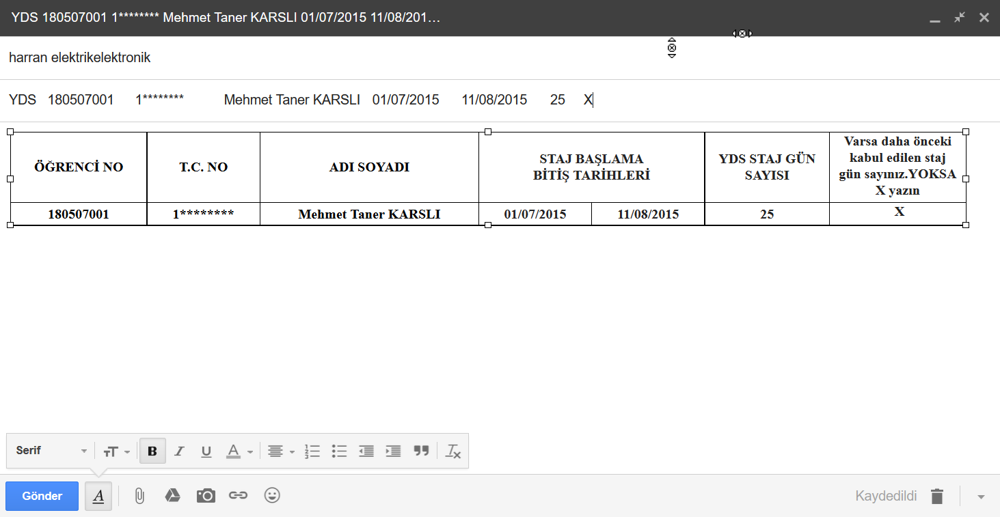 YDS 180507001 1******** Mehmet Taner KARSLI 01/07/2015 11/08/201…
harran elektrikelektronik
YDS 180507001 1******** Mehmet Taner KARSLI 01/07/2015 11/08/2015 25 X
ÖĞRENCİ NO
T.C. NO
ADI SOYADI
STAJ BAŞLAMA
BİTİŞ TARİHLERİ
YDS STAJ GÜN
SAYISI
Varsa daha önceki
kabul edilen staj
gün sayınız.YOKSA
X yazın
180507001 1******** Mehmet Taner KARSLI 01/07/2015 11/08/2015 25 X
Serif
Gönder
Kaydedildi